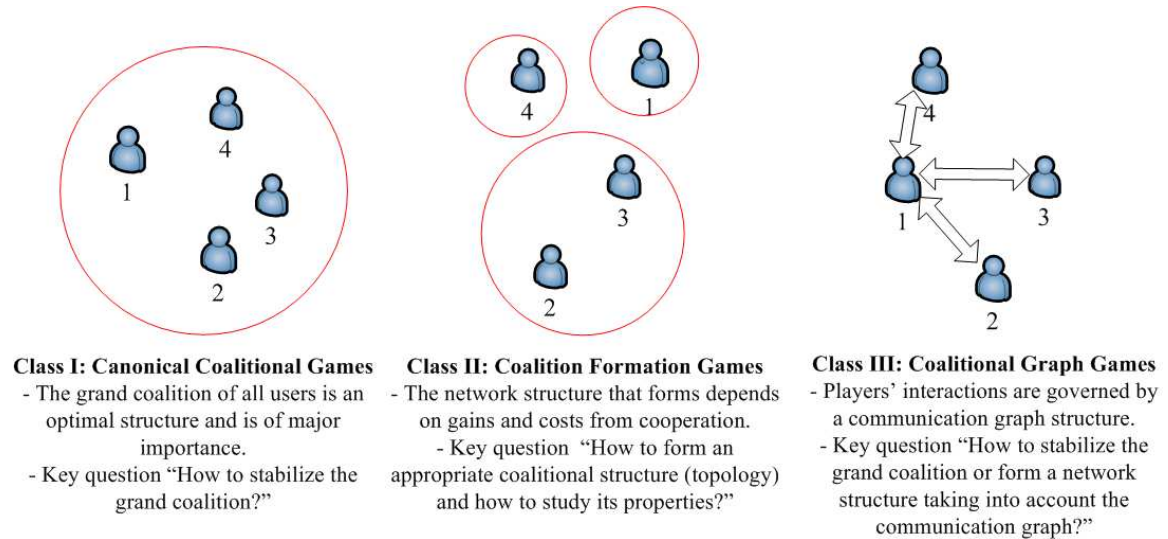 1
4
3
2
Class I: Canonical Coalitional Games
- The grand coalition of all users is an
optimal structure and is of major
importance.
- Key question “How to stabilize the
grand coalition?”
4
1
3
2
Class II: Coalition Formation Games
- The network structure that forms depends
on gains and costs from cooperation.
- Key question “How to form an
appropriate coalitional structure (topology)
and how to study its properties?”
4
1
3
2
Class III: Coalitional Graph Games
- Players’ interactions are governed by
a communication graph structure.
- Key question “How to stabilize the
grand coalition or form a network
structure taking into account the
communication graph?”